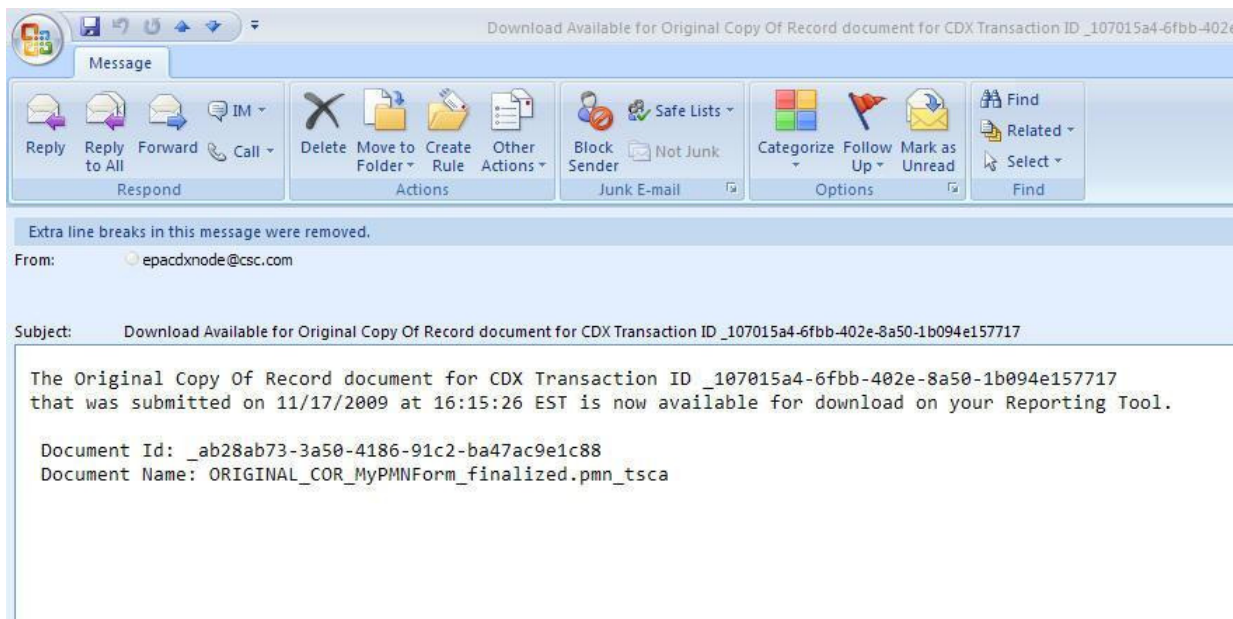 Download Available for Original Copy Of Record document for CDX Transaction ID _107015a4-6fbb-402e
Message
Reply
Reply to All
Forward
IM
Call
Respond
Delete
Move to Folder
Create Rule
Other Actions
Actions
Block Sender
Safe Lists
Not Junk
Junk E-mail
Categorize
Follow Up
Mark as Unread
Options
Find
Related
Select
Find
Extra line breaks in this message were removed.
From: epacdxnode@csc.com
Subject: Download Available for Original Copy Of Record document for CDX Transaction ID _107015a4-6fbb-402e-8a50-1b094e157717
The Original Copy Of Record document for CDX Transaction ID _107015a4-6fbb-402e-8a50-1b094e157717
that was submitted on 11/17/2009 at 16:15:26 EST is now available for download on your Reporting Tool.
Document Id: _ab28ab73-3a50-4186-91c2-ba47ac9e1c88
Document Name: ORIGINAL_COR_MyPMNForm_finalized.pmn_tsca